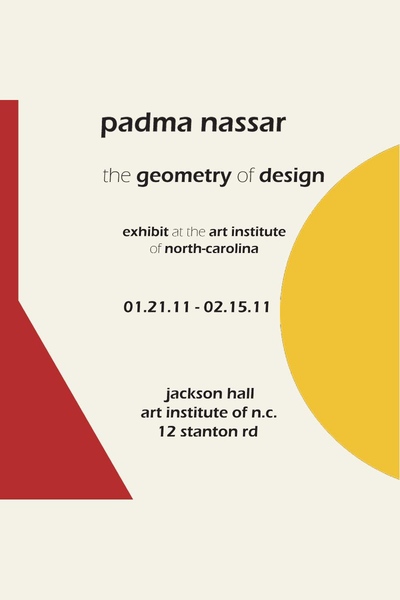 padma nassar
the geometry of design
exhibit at the art institute
of north-carolina
01.21.11 - 02.15.11
jackson hall
art institute of n.c.
12 stanton rd